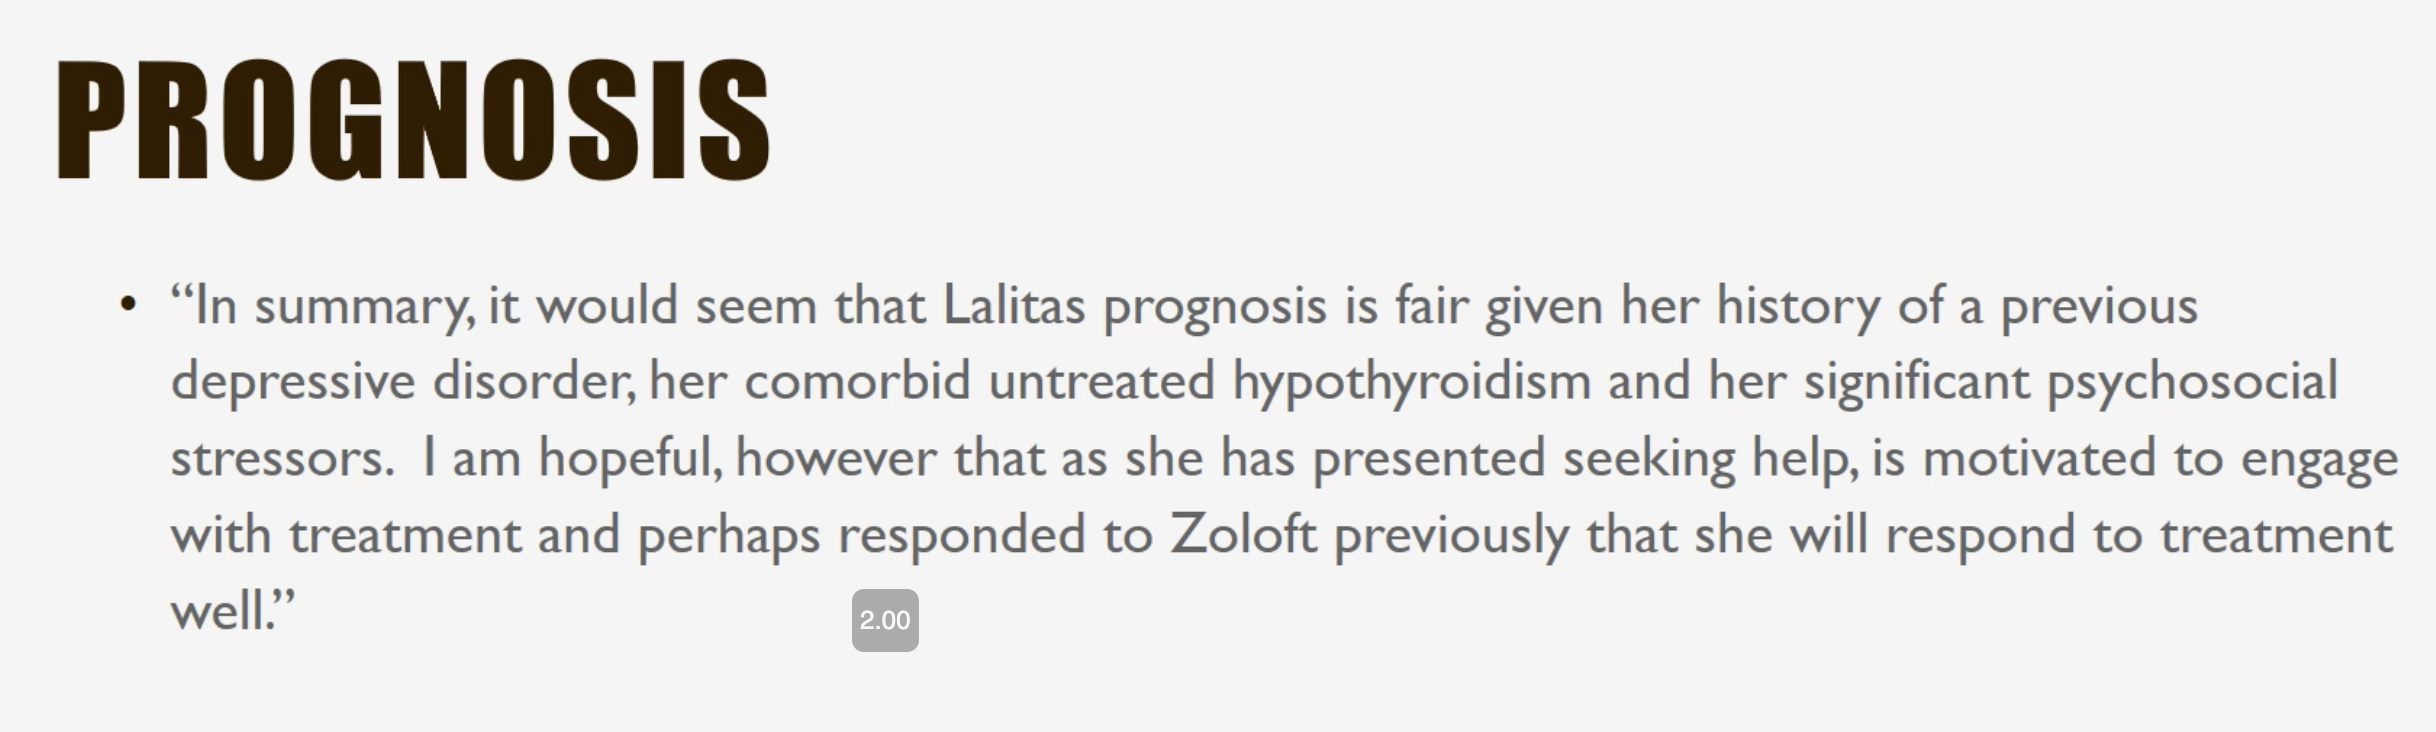 PROGNOSIS
• “In summary, it would seem that Lalitas prognosis is fair given her history of a previous
depressive disorder, her comorbid untreated hypothyroidism and her significant psychosocial
stressors.  I am hopeful, however that as she has presented seeking help, is motivated to engage
with treatment and perhaps responded to Zoloft previously that she will respond to treatment
well.”
2.00